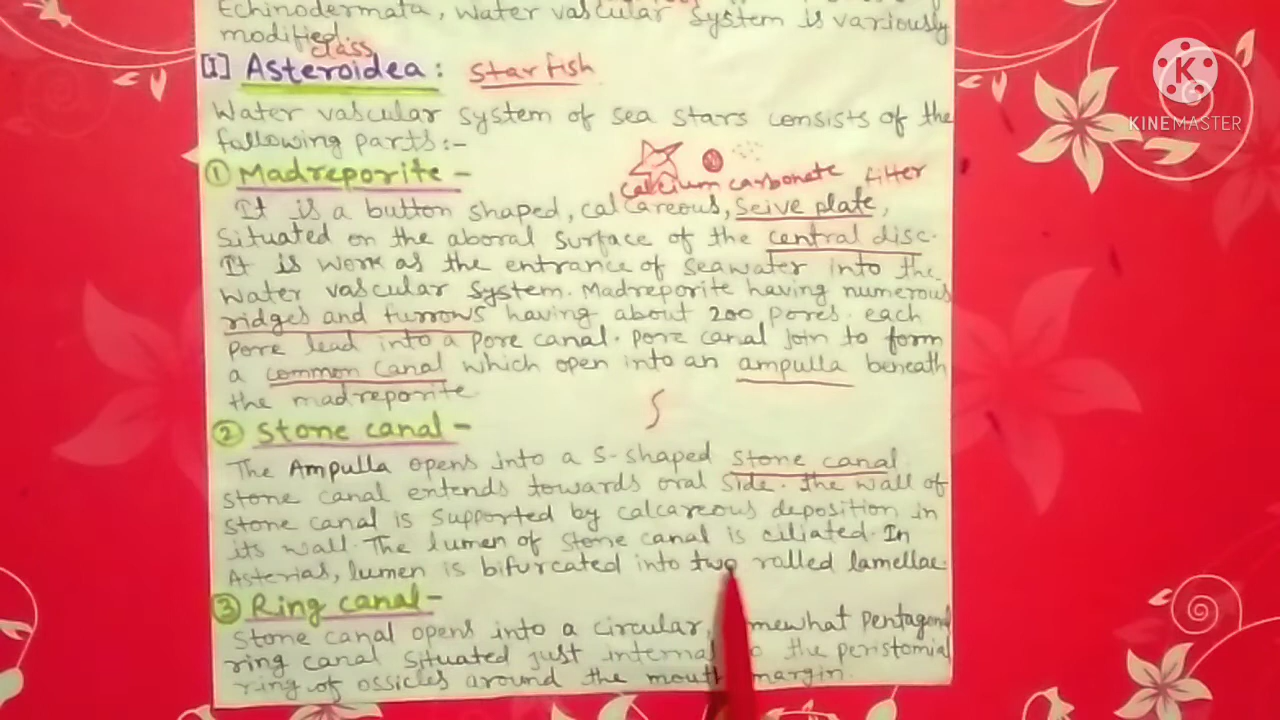 Echinodermata, water vascular system is variously
modified.
class
[I] Asteroidea: starfish
Water vascular system of sea stars consists of the
following parts:-
① Madreporite -
calcium carbonate filter
It is a button shaped, calcareous, Seive plate,
Situated on the aboral surface of the central disc.
It is work as the entrance of seawater into the
water vascular system. Madreporite having numerous
ridges and furrows having about 200 pores. each
pore lead into a pore canal. pore canal join to form
a common canal which open into an ampulla beneath
the madreporite.
② Stone canal -
The Ampulla opens into a S-shaped stone canal
stone canal entends towards oral side. The wall of
stone canal is supported by calcareous deposition in
its wall. The lumen of stone canal is ciliated. In
Asterias, lumen is bifurcated into two rolled lamellae.
③ Ring canal -
Stone canal opens into a circular, mewhat pentagonal
ring canal situated just internal o the peristomial
ring of ossicles around the mouth margin.
K
KINEMASTER